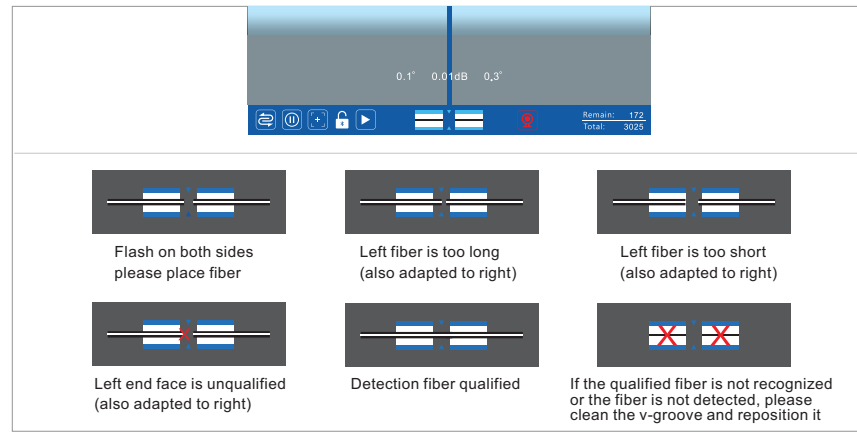 0.1° 0.01dB 0.3°
Remain: 172
Total: 3025
Flash on both sides
please place fiber
Left fiber is too long
(also adapted to right)
Left fiber is too short
(also adapted to right)
Left end face is unqualified
(also adapted to right)
Detection fiber qualified
If the qualified fiber is not recognized
or the fiber is not detected, please
clean the v-groove and reposition it